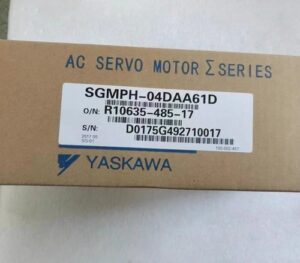 AC SERVO MOTOR Σ SERIES
SGMPH-04DAA61D
O/N: R10635-485-17
S/N: D0175G492710017
YASKAWA